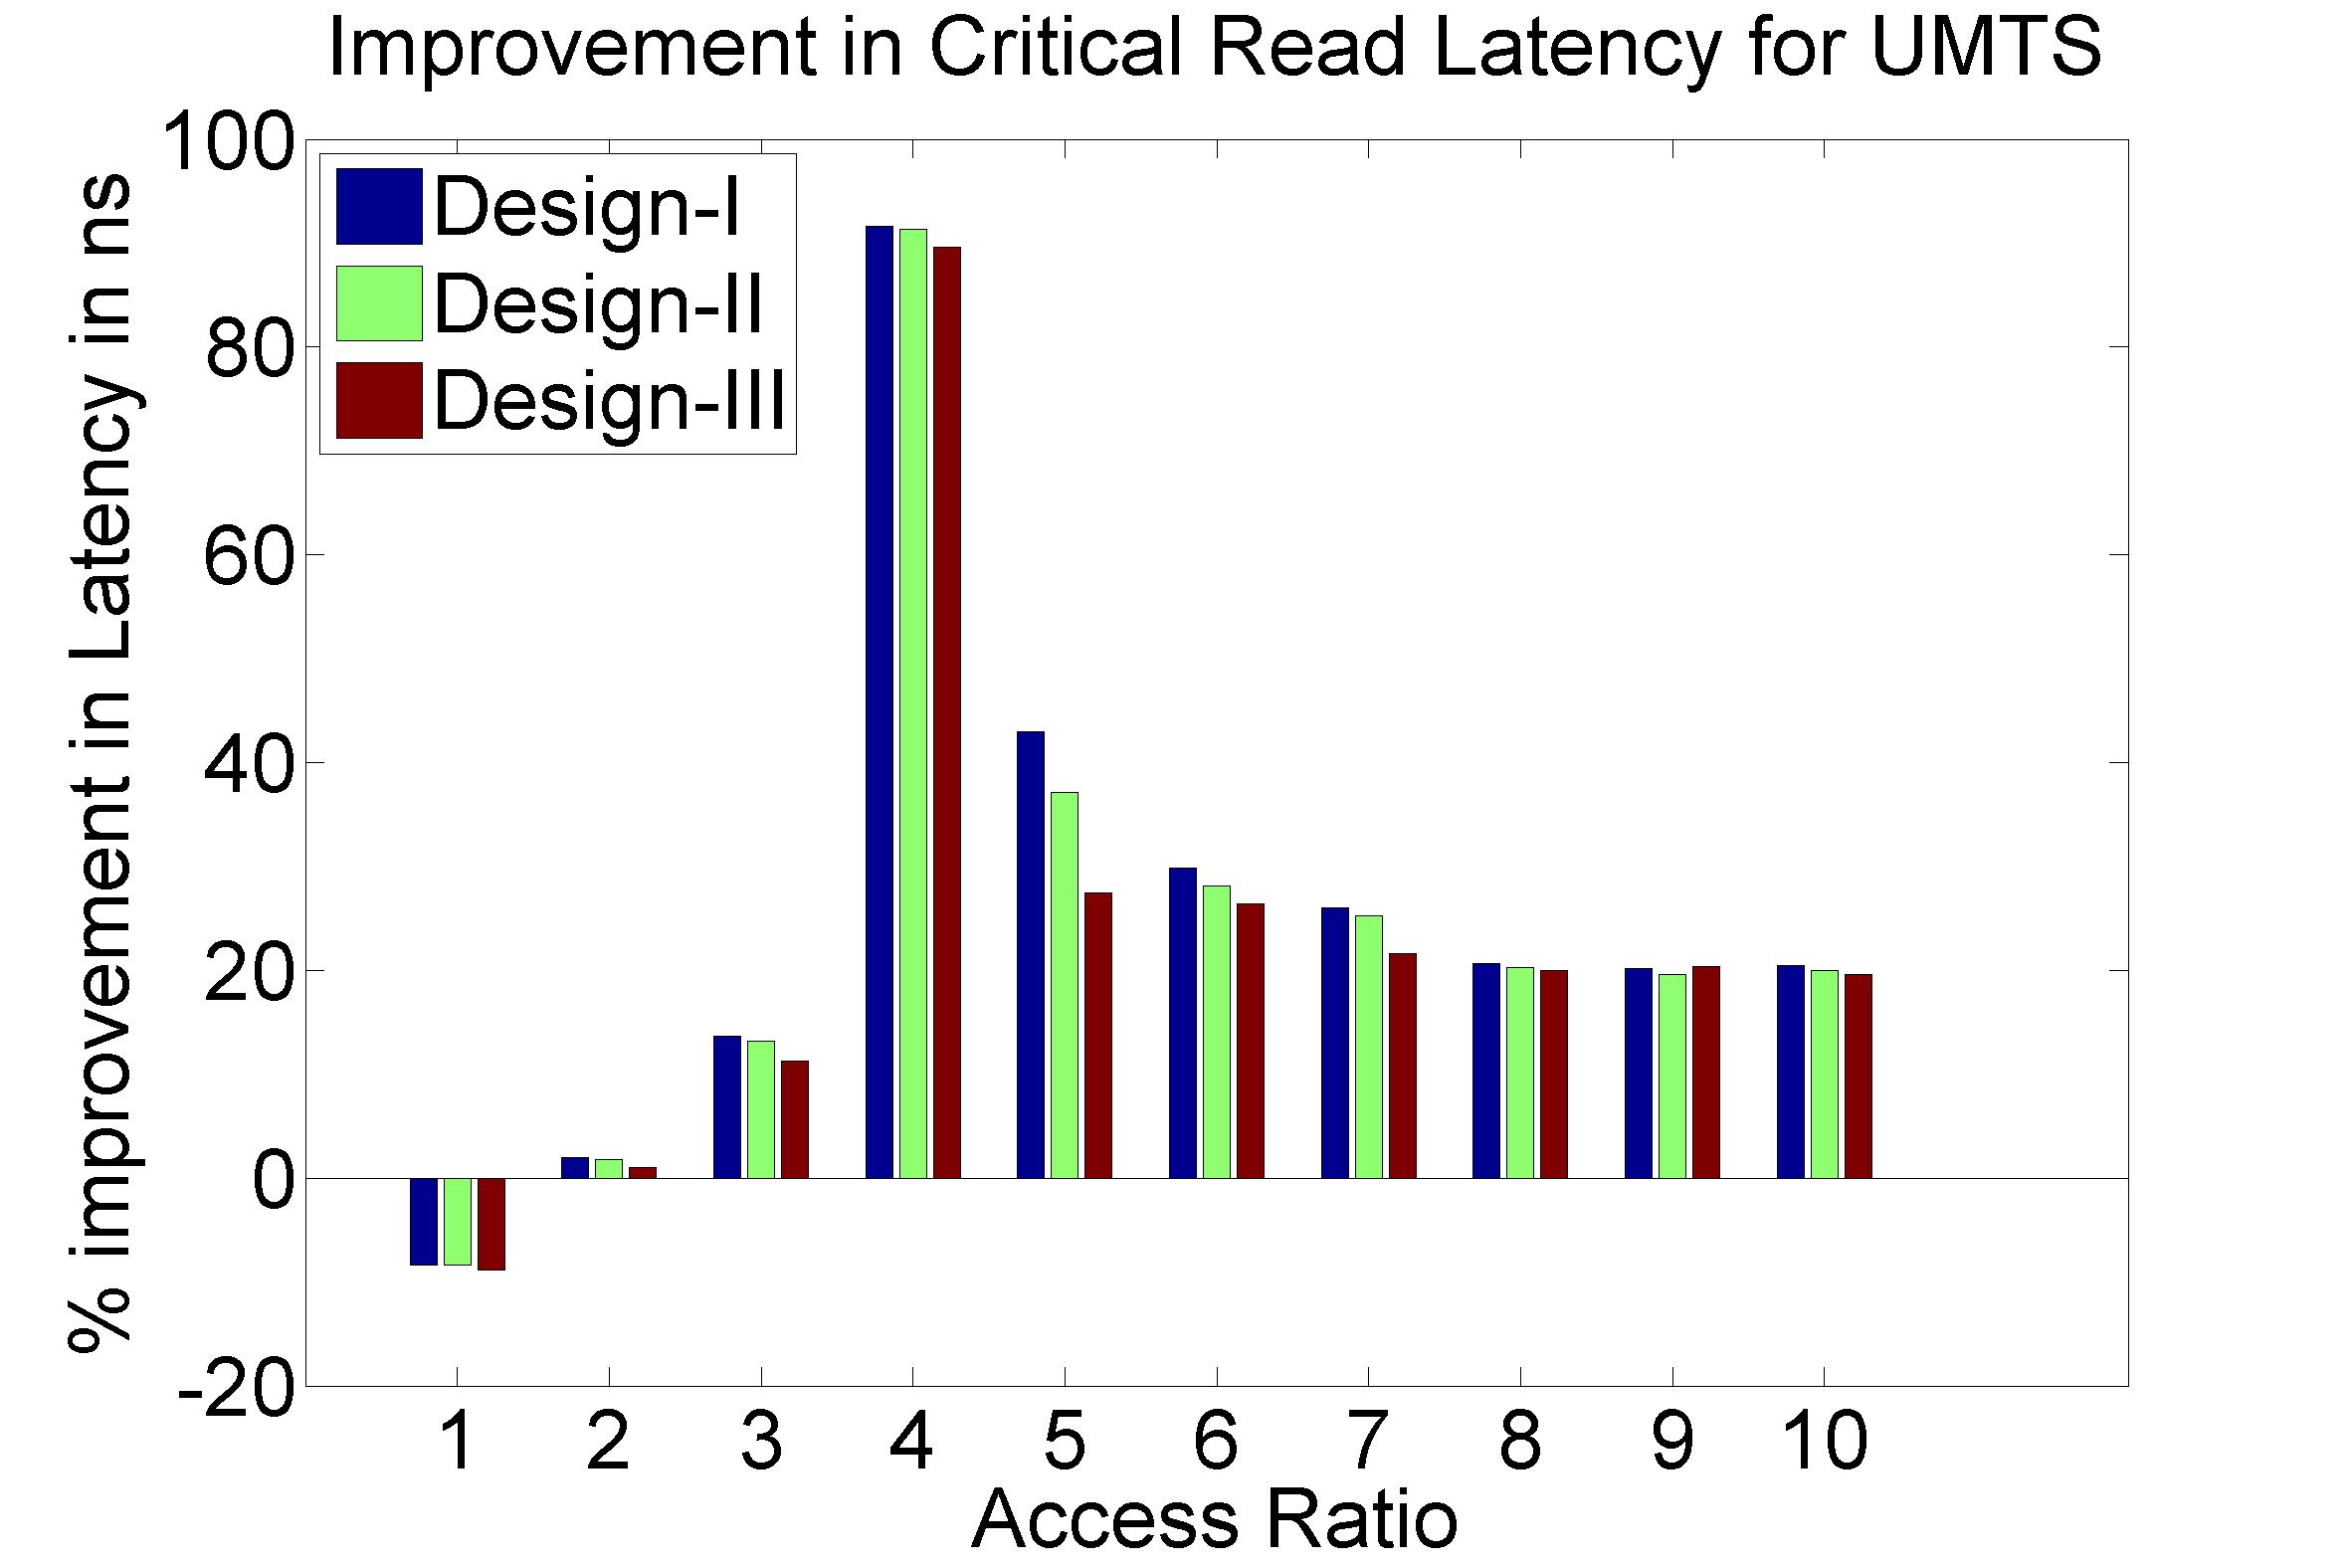 Improvement in Critical Read Latency for UMTS
% improvement in Latency in ns
100
80
60
40
20
0
-20
Design-I
Design-II
Design-III
1 2 3 4 5 6 7 8 9 10
Access Ratio